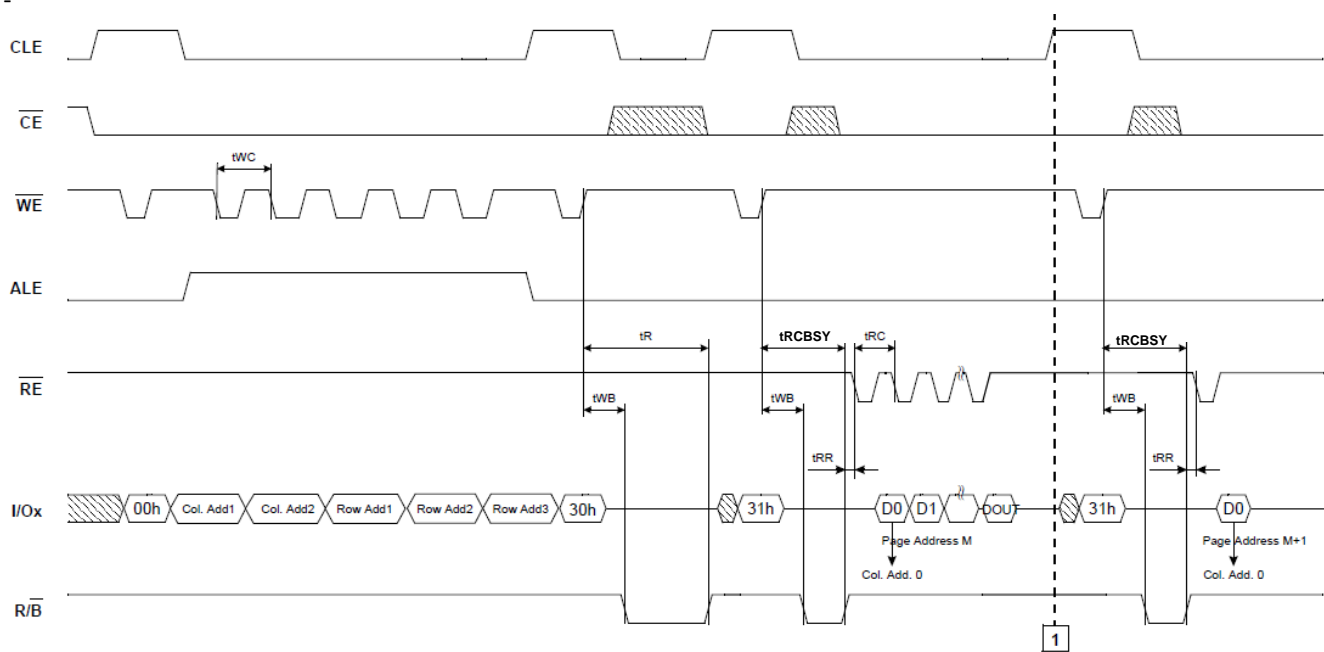 CLE
CE
tWC
WE
ALE
tR tRCBSY tRC tRCBSY
RE
tWB tWB tWB
tRR tRR
I/Ox 00h Col. Add1 Col. Add2 Row Add1 Row Add2 Row Add3 30h 31h D0 D1 DOUT 31h D0
Page Address M Page Address M+1
Col. Add. 0 Col. Add. 0
R/B
1